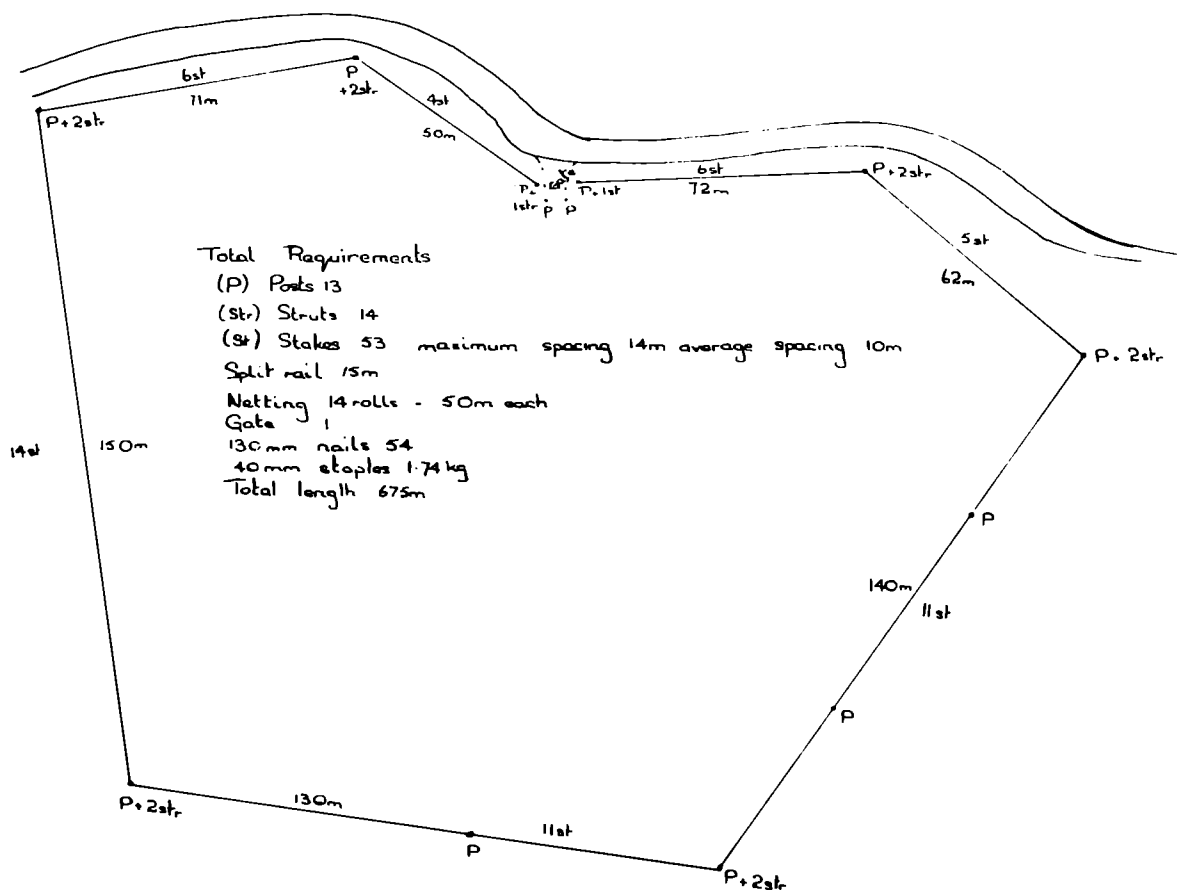 6st
71m
P
+2str
P+2str
4st
50m
Gate
P+
1str
P P
P+1st
6st
72m
P+2str
5st
62m
P+ 2str
Total Requirements
(P) Posts 13
(Str) Struts 14
(St) Stakes 53 maximum spacing 14m average spacing 10m
Split rail 15m
Netting 14 rolls - 50m each
Gate 1
130mm nails 54
40mm staples 1.74kg
Total length 675m
14st
150m
P
140m
11st
P
P+2str
130m
P
11st
P+2str